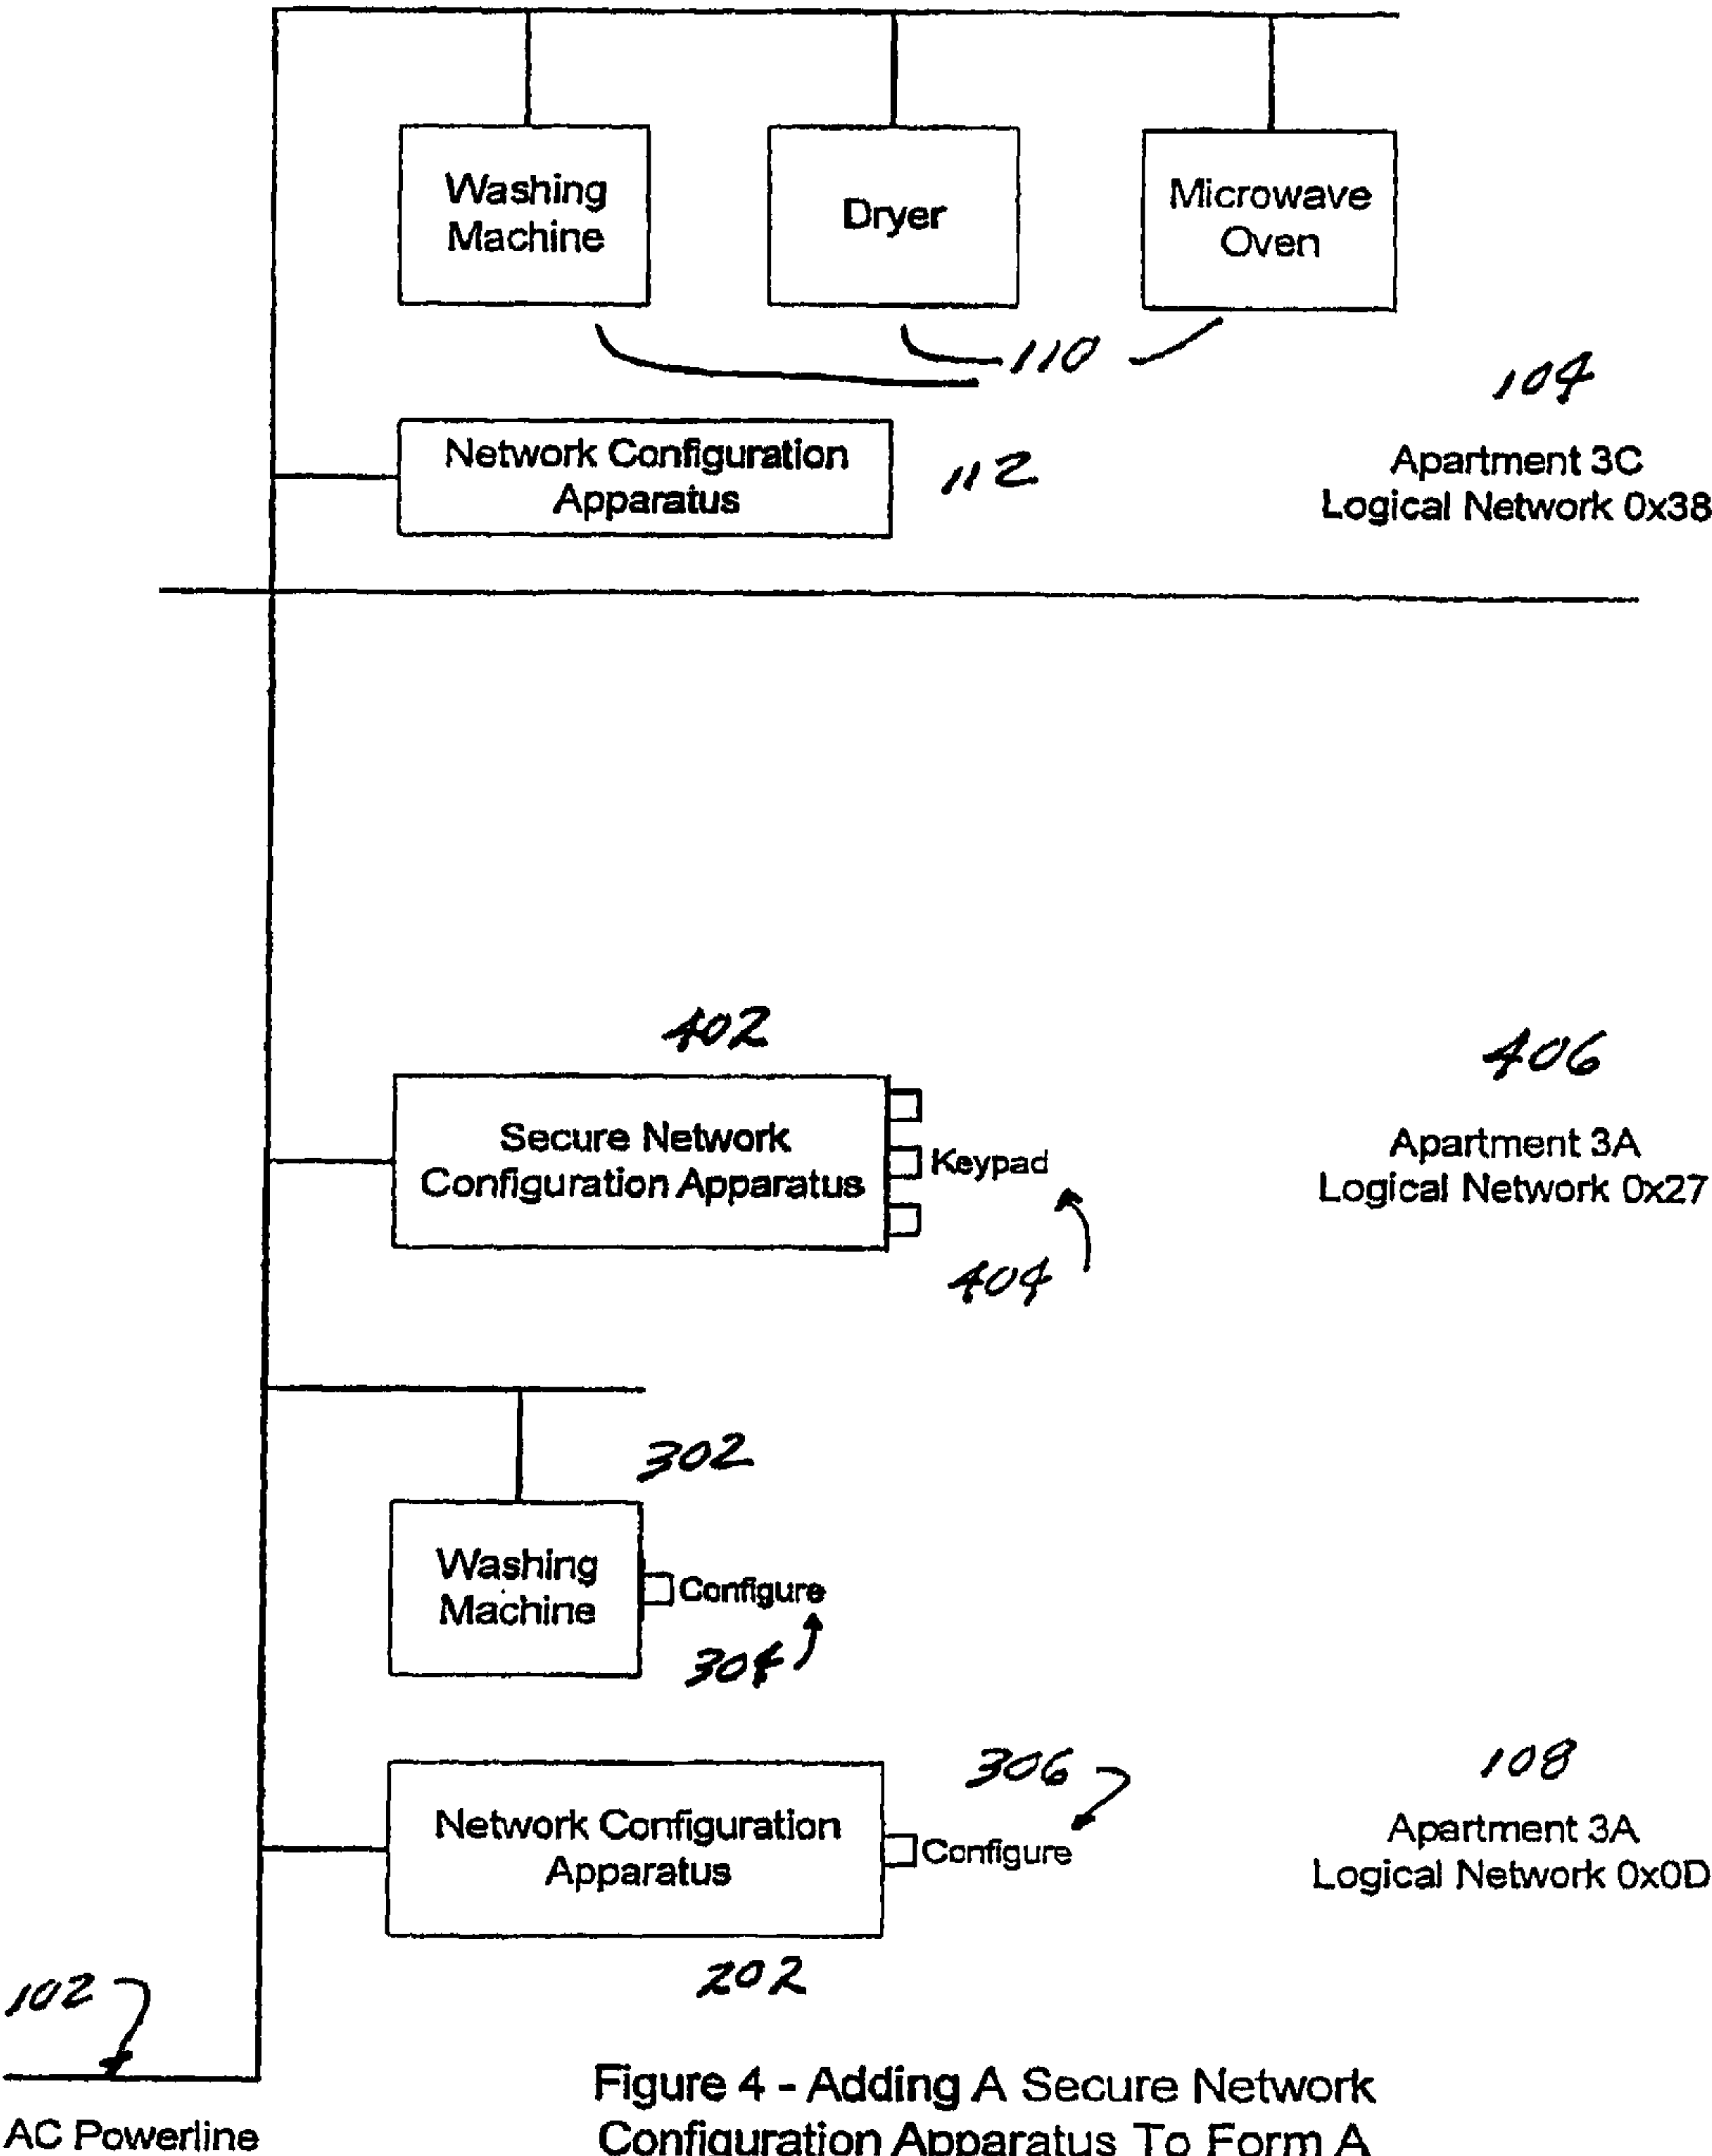 Washing
Machine
Dryer
Microwave
Oven
110
104
Network Configuration
Apparatus
112
Apartment 3C
Logical Network 0x38
402
406
Secure Network
Configuration Apparatus
Keypad
Apartment 3A
Logical Network 0x27
404
302
Washing
Machine
Configure
304
306
108
Network Configuration
Apparatus
Configure
Apartment 3A
Logical Network 0x0D
202
102
AC Powerline
Figure 4 - Adding A Secure Network
Configuration Apparatus To Form A